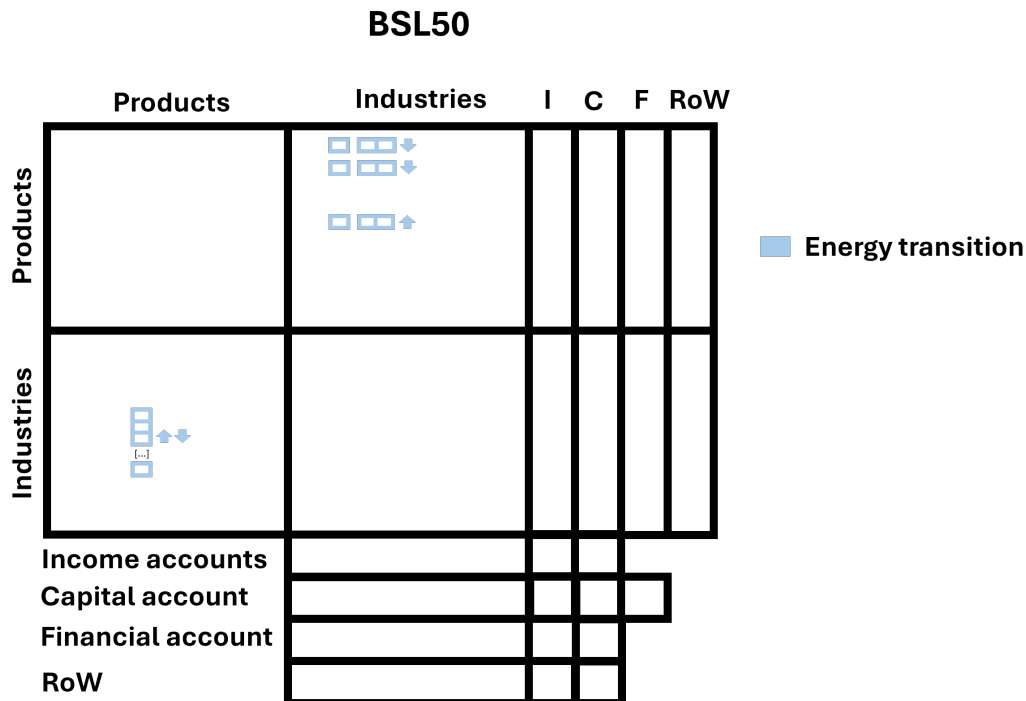 BSL50
Products Industries I C F RoW
Products
Energy transition
Industries
[...]
Income accounts
Capital account
Financial account
RoW